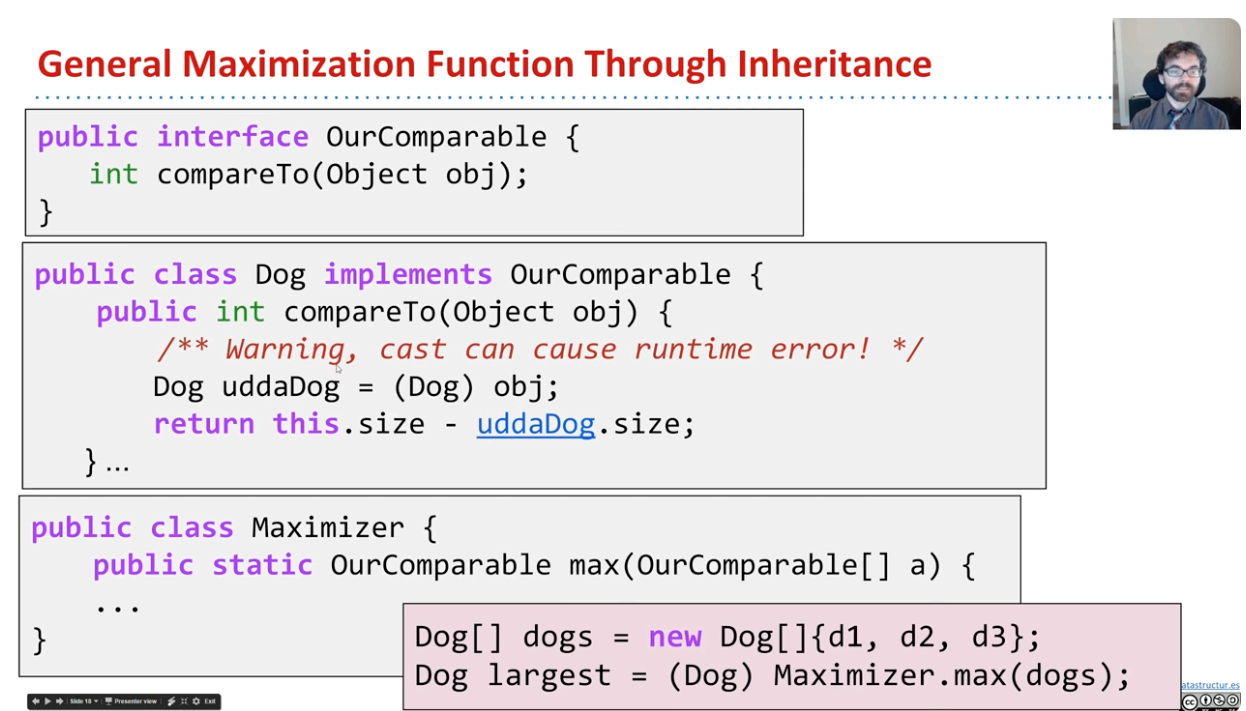 General Maximization Function Through Inheritance
public interface OurComparable {
int compareTo(Object obj);
}
public class Dog implements OurComparable {
public int compareTo(Object obj) {
/** Warning, cast can cause runtime error! */
Dog uddaDog = (Dog) obj;
return this.size - uddaDog.size;
} ...
public class Maximizer {
public static OurComparable max(OurComparable[] a) {
...
}
Dog[] dogs = new Dog[]{d1, d2, d3};
Dog largest = (Dog) Maximizer.max(dogs);
atastructur.es
Slide 18 Presenter view Exit